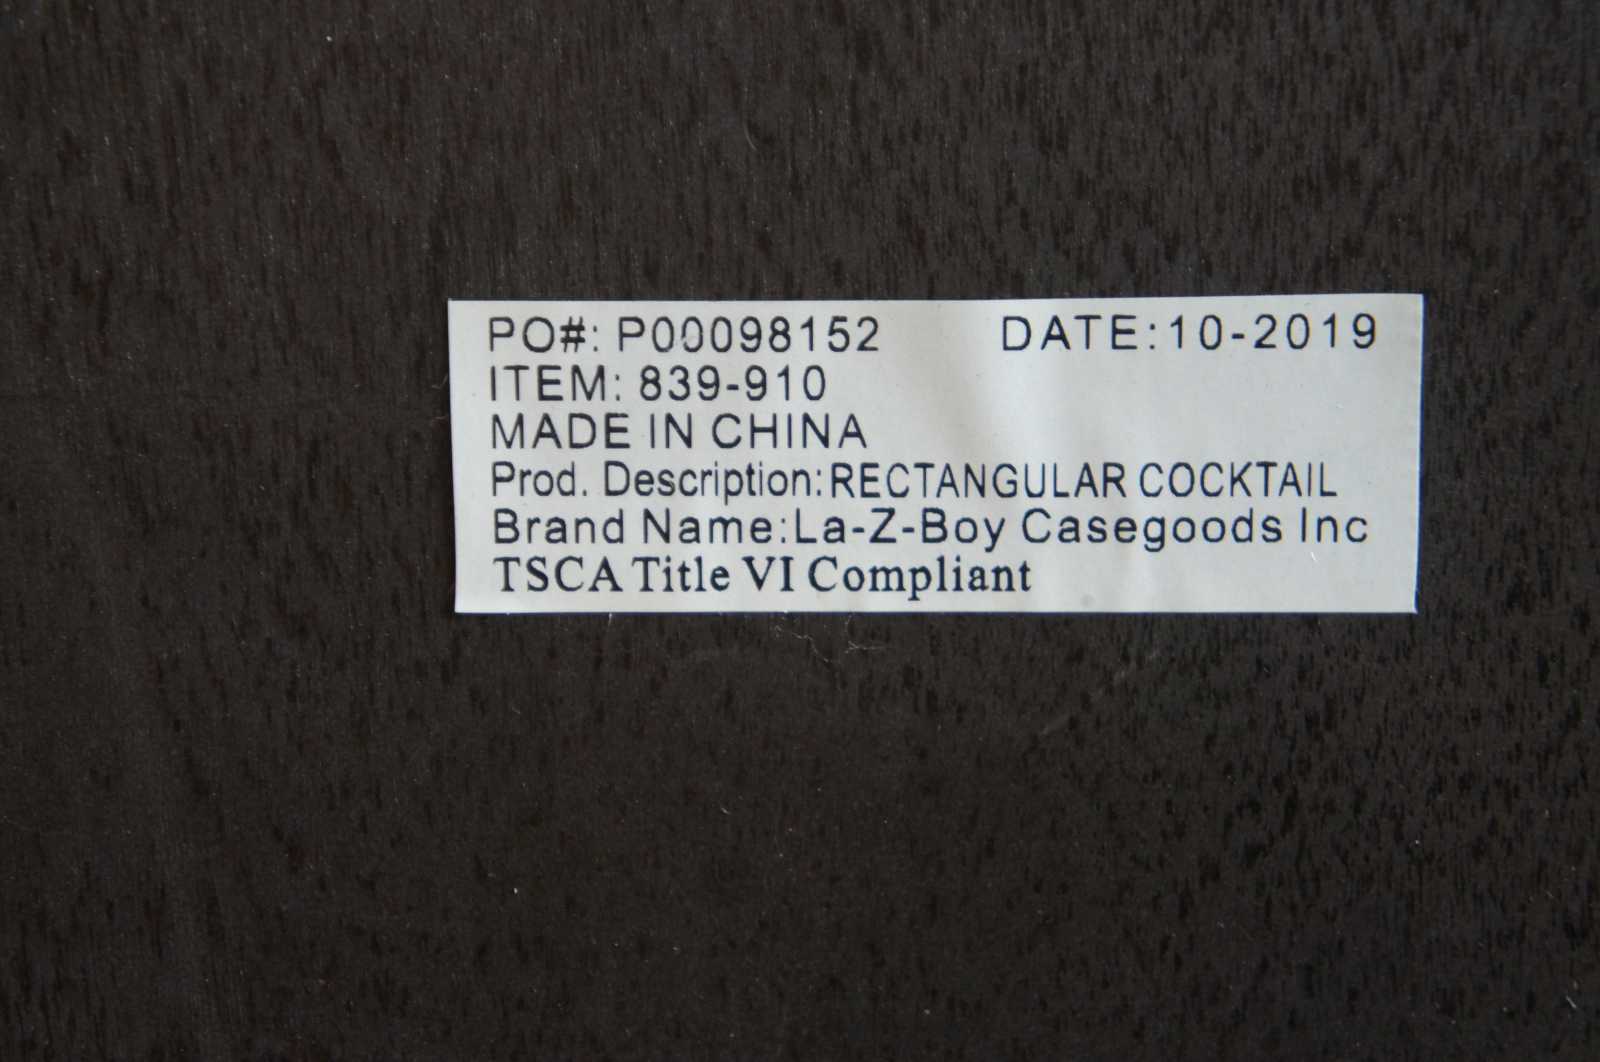 PO#: P00098152 DATE:10-2019
ITEM: 839-910
MADE IN CHINA
Prod. Description:RECTANGULAR COCKTAIL
Brand Name:La-Z-Boy Casegoods Inc
TSCA Title VI Compliant